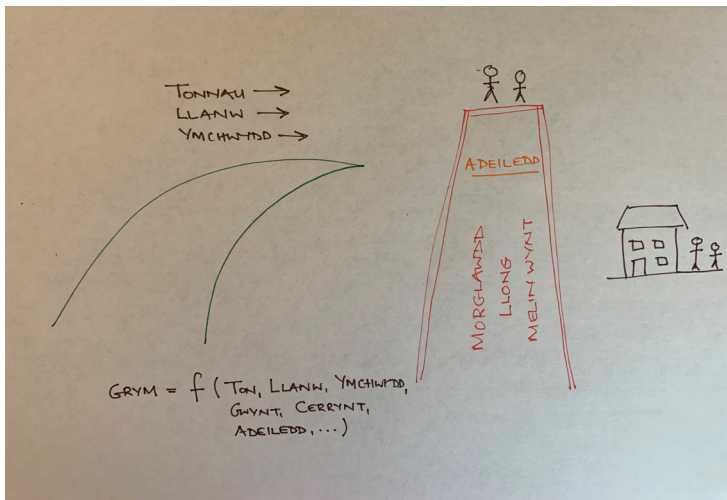 TONNAU →
LLANW →
YMCHWYDD →
ADEILEDD
MORGLAWDD
LLONG
MELIN WYNT
GRYM = f (TON, LLANW, YMCHWYDD,
GWYNT, CERRYNT,
ADEILEDD, ...)